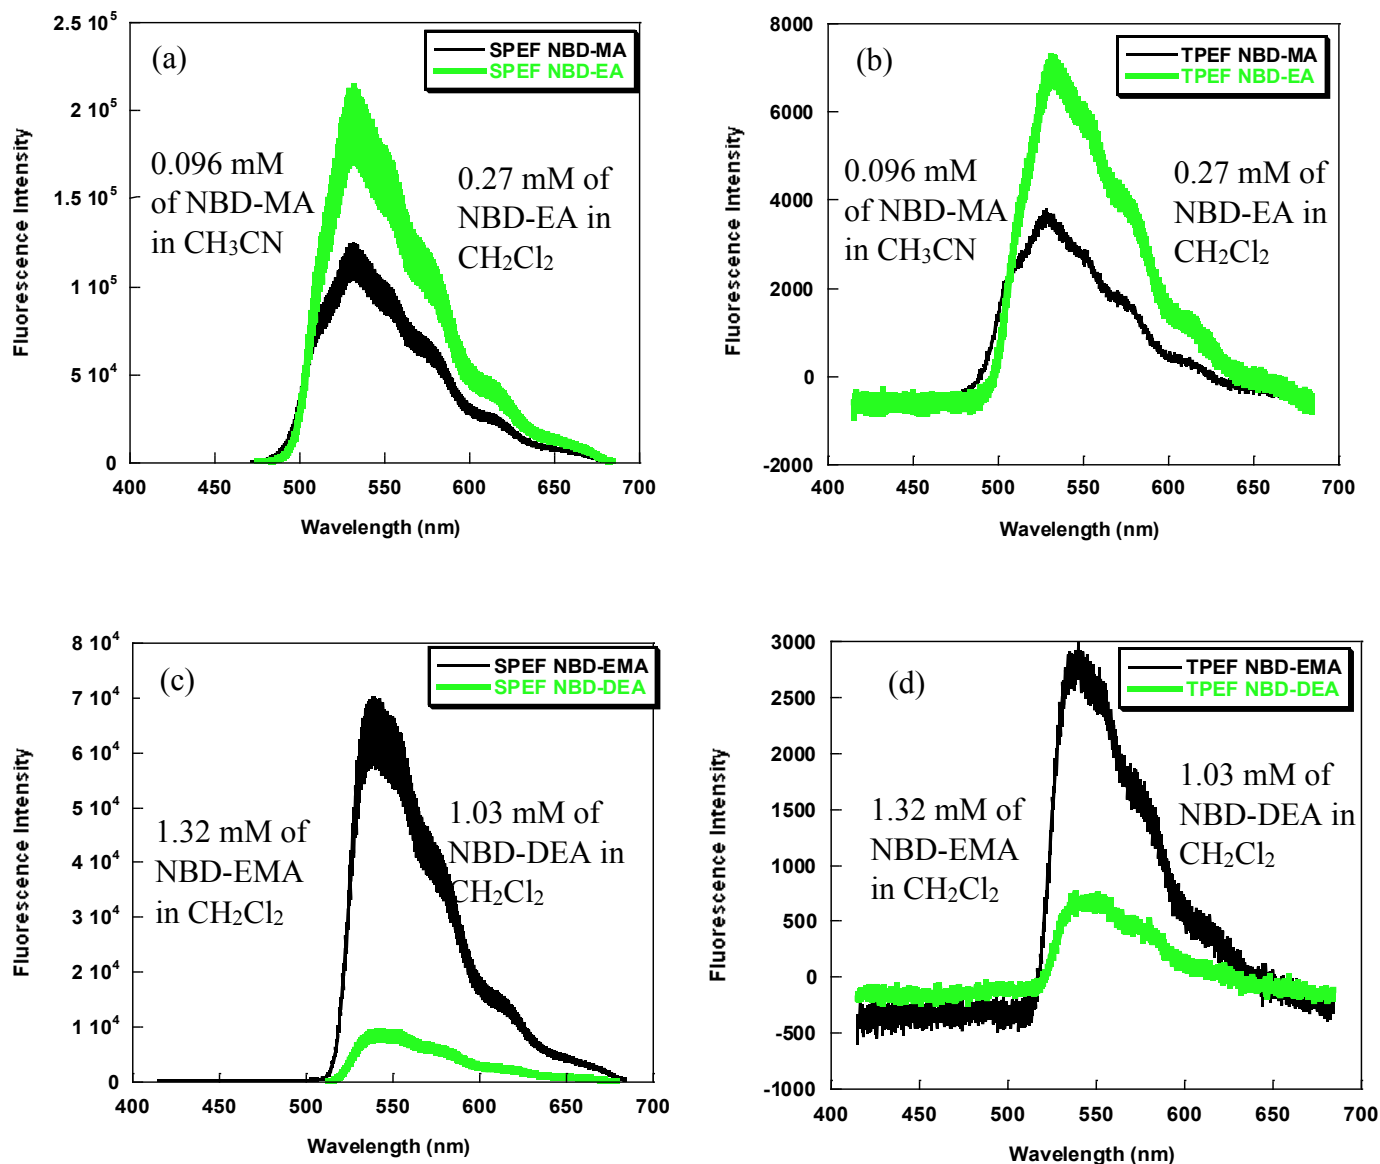 (a)
SPEF NBD-MA
SPEF NBD-EA
0.096 mM
of NBD-MA
in CH₃CN
0.27 mM of
NBD-EA in
CH₂Cl₂
Fluorescence Intensity
2.5 10⁵
2 10⁵
1.5 10⁵
1 10⁵
5 10⁴
0
400 450 500 550 600 650 700
Wavelength (nm)
(b)
TPEF NBD-MA
TPEF NBD-EA
0.096 mM
of NBD-MA
in CH₃CN
0.27 mM of
NBD-EA in
CH₂Cl₂
Fluorescence Intensity
8000
6000
4000
2000
0
-2000
400 450 500 550 600 650 700
Wavelength (nm)
(c)
SPEF NBD-EMA
SPEF NBD-DEA
1.32 mM of
NBD-EMA
in CH₂Cl₂
1.03 mM of
NBD-DEA in
CH₂Cl₂
Fluorescence Intensity
8 10⁴
7 10⁴
6 10⁴
5 10⁴
4 10⁴
3 10⁴
2 10⁴
1 10⁴
0
400 450 500 550 600 650 700
Wavelength (nm)
(d)
TPEF NBD-EMA
TPEF NBD-DEA
1.32 mM of
NBD-EMA
in CH₂Cl₂
1.03 mM of
NBD-DEA in
CH₂Cl₂
Fluorescence Intensity
3000
2500
2000
1500
1000
500
0
-500
-1000
400 450 500 550 600 650 700
Wavelength (nm)